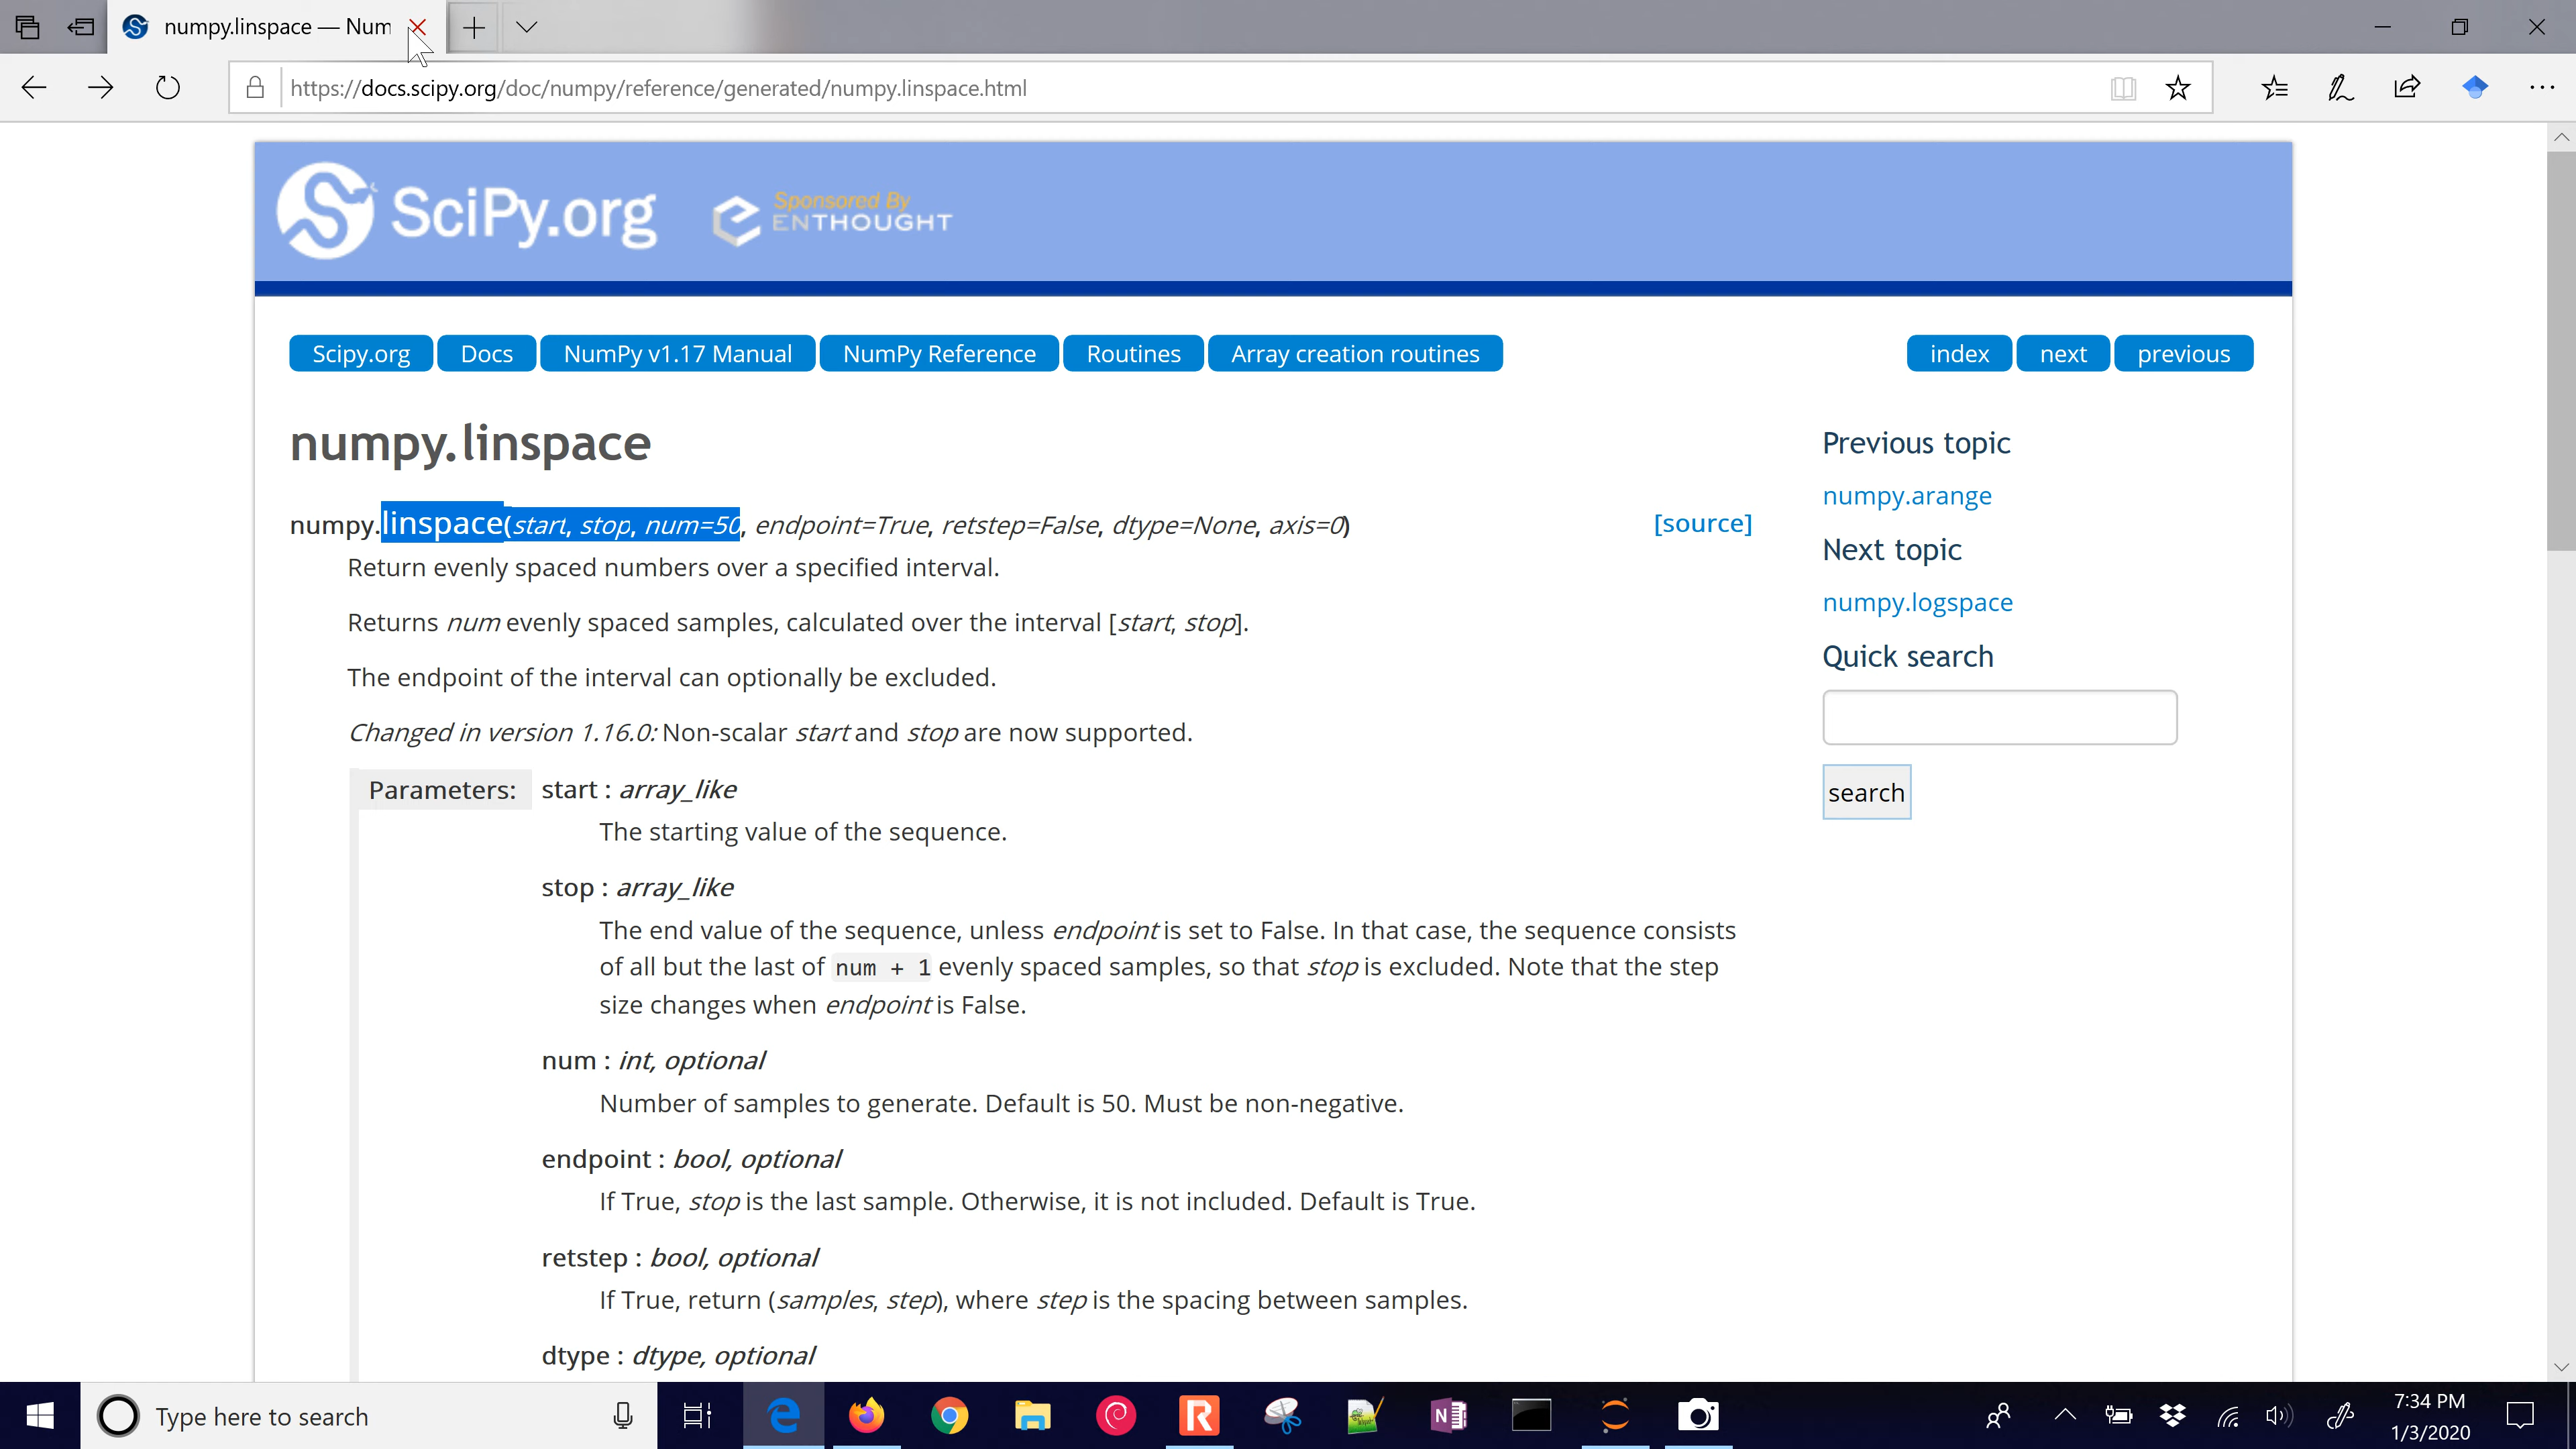 numpy.linspace — Num
https://docs.scipy.org/doc/numpy/reference/generated/numpy.linspace.html
SciPy.org
Sponsored By
ENTHOUGHT
Scipy.org Docs NumPy v1.17 Manual NumPy Reference Routines Array creation routines index next previous
numpy.linspace
numpy.linspace(start, stop, num=50, endpoint=True, retstep=False, dtype=None, axis=0) [source]
Return evenly spaced numbers over a specified interval.
Returns num evenly spaced samples, calculated over the interval [start, stop].
The endpoint of the interval can optionally be excluded.
Changed in version 1.16.0: Non-scalar start and stop are now supported.
Parameters: start : array_like
The starting value of the sequence.
stop : array_like
The end value of the sequence, unless endpoint is set to False. In that case, the sequence consists
of all but the last of num + 1 evenly spaced samples, so that stop is excluded. Note that the step
size changes when endpoint is False.
num : int, optional
Number of samples to generate. Default is 50. Must be non-negative.
endpoint : bool, optional
If True, stop is the last sample. Otherwise, it is not included. Default is True.
retstep : bool, optional
If True, return (samples, step), where step is the spacing between samples.
dtype : dtype, optional
Previous topic
numpy.arange
Next topic
numpy.logspace
Quick search
search
Type here to search
7:34 PM
1/3/2020